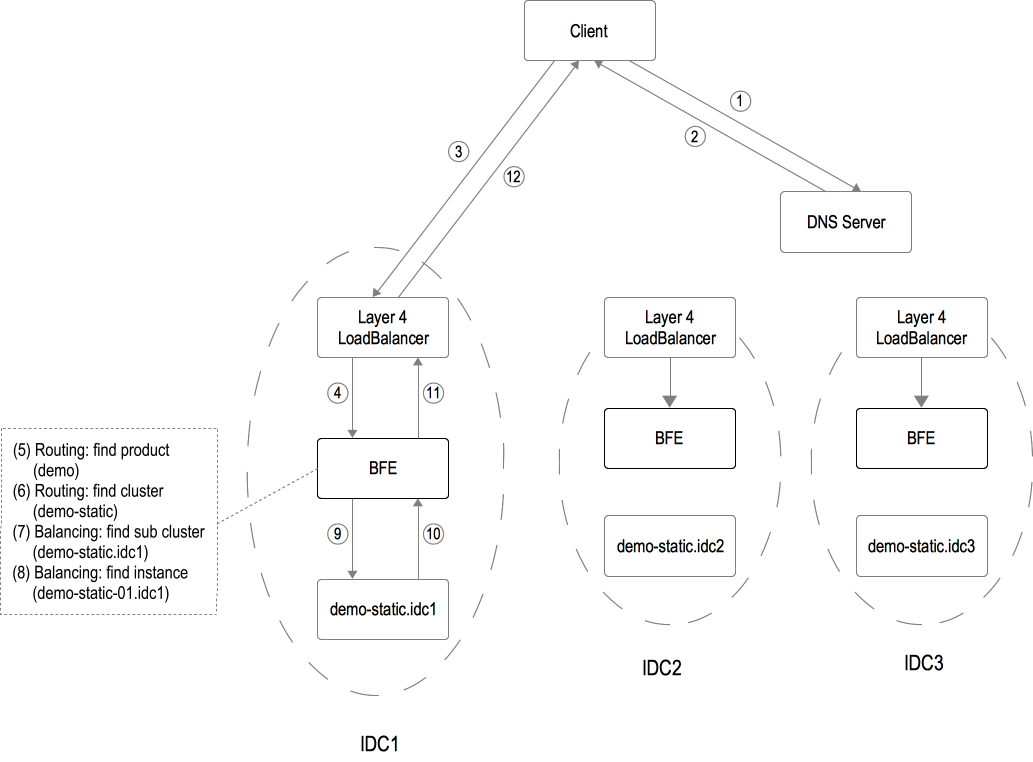 Client
1
2
3
12
DNS Server
Layer 4
LoadBalancer
Layer 4
LoadBalancer
Layer 4
LoadBalancer
4
11
BFE
BFE
BFE
(5) Routing: find product
(demo)
(6) Routing: find cluster
(demo-static)
(7) Balancing: find sub cluster
(demo-static.idc1)
(8) Balancing: find instance
(demo-static-01.idc1)
9
10
demo-static.idc1
demo-static.idc2
demo-static.idc3
IDC1
IDC2
IDC3